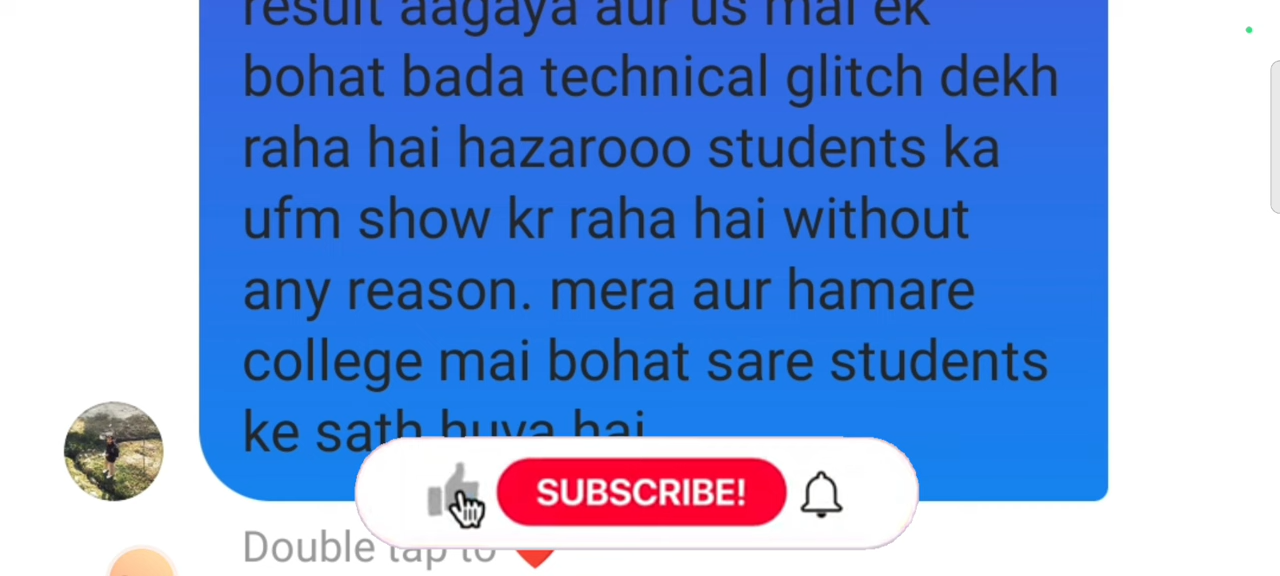 result aagaya aur us mai ek
bohat bada technical glitch dekh
raha hai hazarooo students ka
ufm show kr raha hai without
any reason. mera aur hamare
college mai bohat sare students
ke sath huya hai
SUBSCRIBE!
Double tap to ❤️